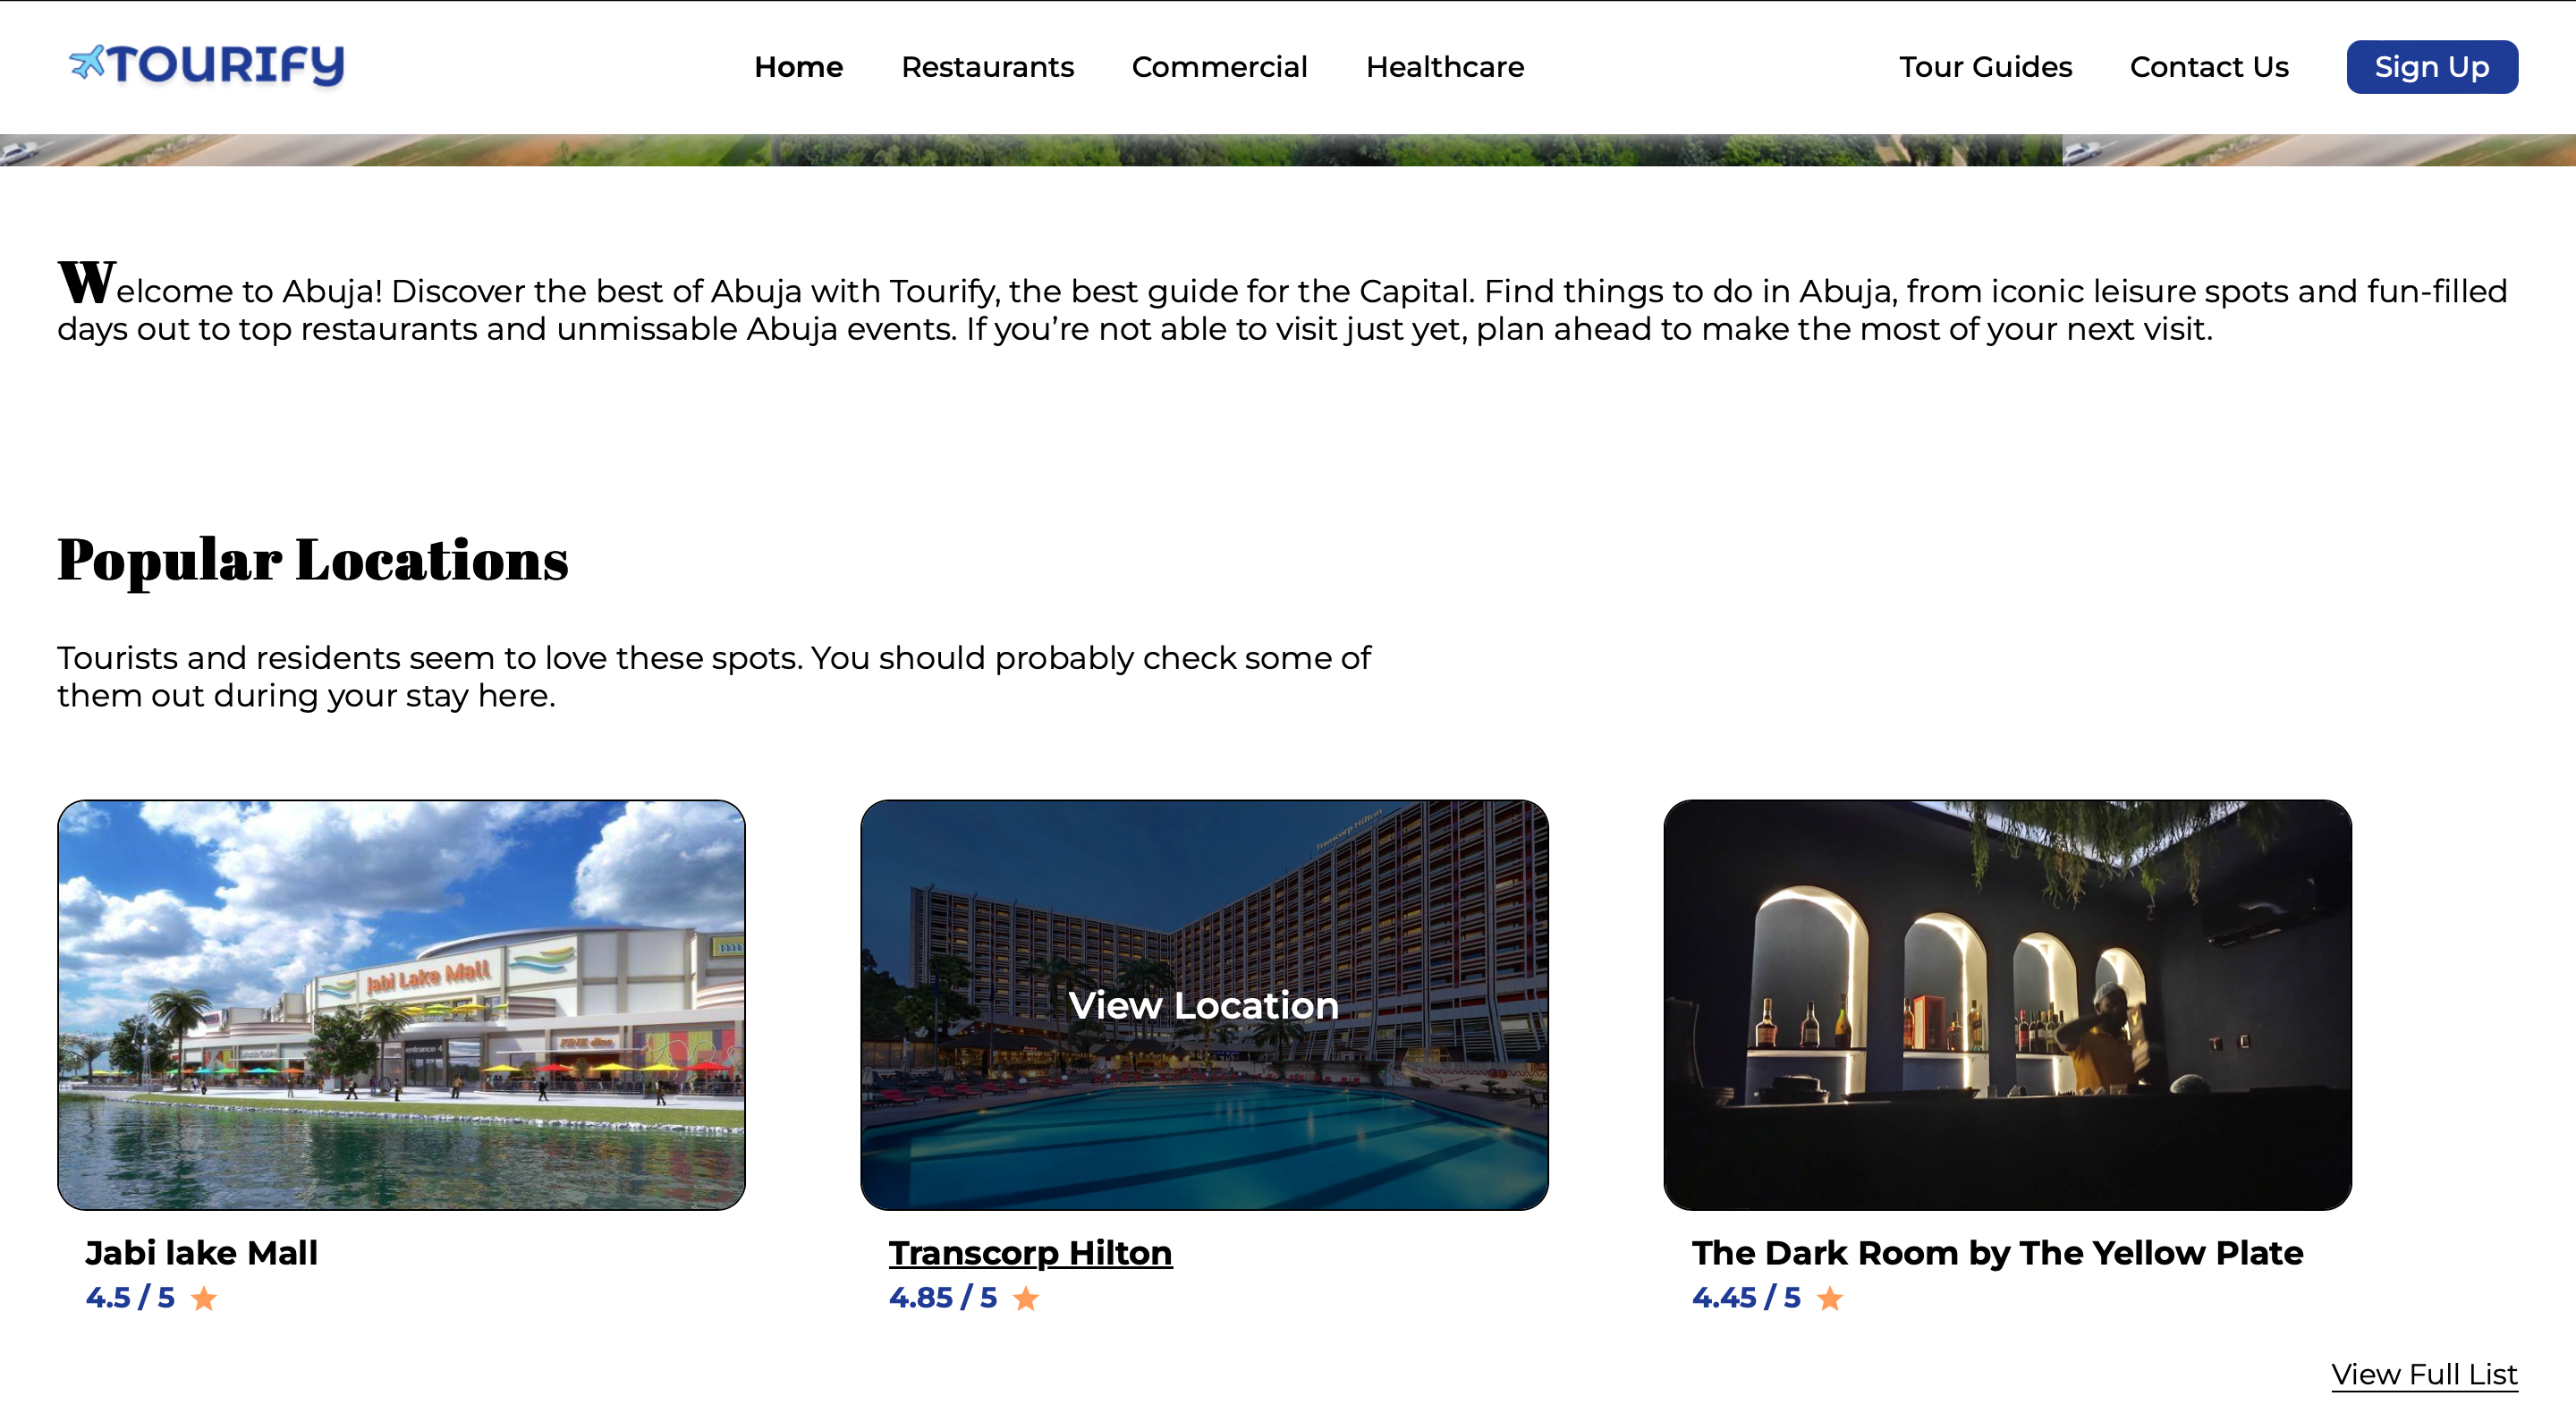 TOURIFY
Home Restaurants Commercial Healthcare Tour Guides Contact Us Sign Up
Welcome to Abuja! Discover the best of Abuja with Tourify, the best guide for the Capital. Find things to do in Abuja, from iconic leisure spots and fun-filled
days out to top restaurants and unmissable Abuja events. If you’re not able to visit just yet, plan ahead to make the most of your next visit.
Popular Locations
Tourists and residents seem to love these spots. You should probably check some of
them out during your stay here.
Jabi Lake Mall
entrance 4
FINE dine
Transcorp Hilton
View Location
Jabi lake Mall
4.5 / 5
Transcorp Hilton
4.85 / 5
The Dark Room by The Yellow Plate
4.45 / 5
View Full List